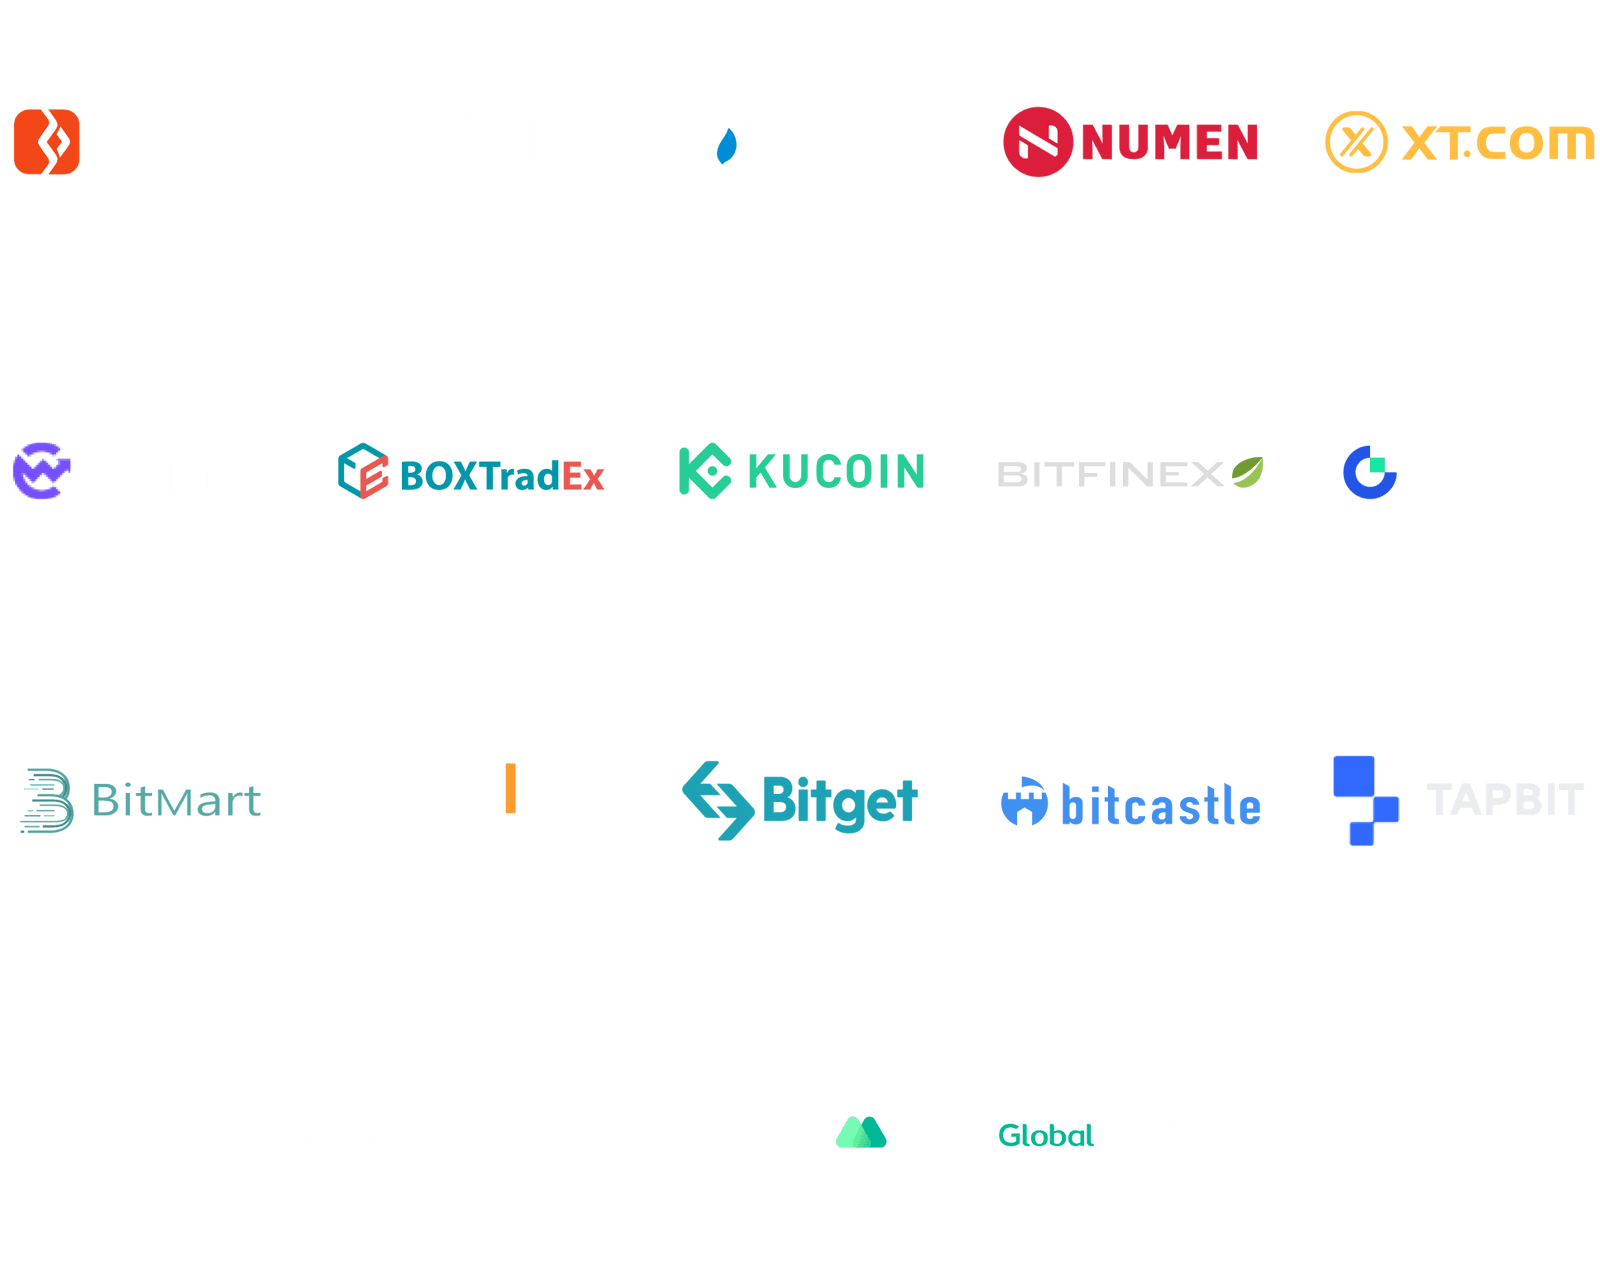 NUMEN
XT.COM
BOXTradEx
KUCOIN
BITFINEX
BitMart
Bitget
bitcastle
TAPBIT
Global